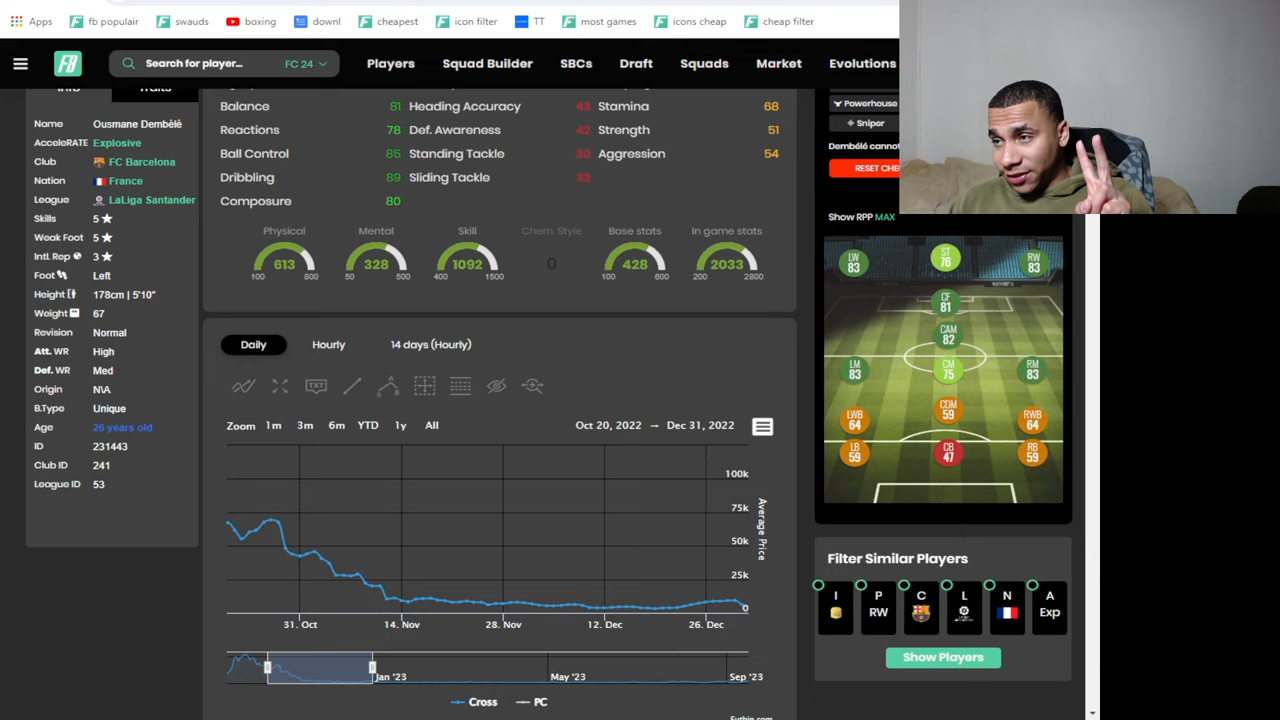 Apps fb populair swauds boxing downl cheapest icon filter TT most games icons cheap cheap filter
FB Search for player... FC 24 Players Squad Builder SBCs Draft Squads Market Evolutions
Info Traits
Name Ousmane Dembélé
AcceleRATE Explosive
Club FC Barcelona
Nation France
League LaLiga Santander
Skills 5 ★
Weak Foot 5 ★
Intl. Rep 3 ★
Foot Left
Height 178cm | 5'10"
Weight 67
Revision Normal
Att. WR High
Def. WR Med
Origin N\A
B.Type Unique
Age 26 years old
ID 231443
Club ID 241
League ID 53
Balance 81 Heading Accuracy 43 Stamina 68
Reactions 78 Def. Awareness 42 Strength 51
Ball Control 85 Standing Tackle 30 Aggression 54
Dribbling 89 Sliding Tackle 33
Composure 80
Physical Mental Skill Chem. Style Base stats In game stats
613 328 1092 0 428 2033
100 800 50 500 400 1500 100 600 200 2800
Daily Hourly 14 days (Hourly)
TXT
Zoom 1m 3m 6m YTD 1y All Oct 20, 2022 → Dec 31, 2022
100k
75k
50k
25k
0
Average Price
31. Oct 14. Nov 28. Nov 12. Dec 26. Dec
Jan '23 May '23 Sep '23
Cross PC
Futbin.com
Powerhouse
Sniper
Dembélé cannot
Show RPP MAX
LW 83
ST 76
RW 83
CF 81
CAM 82
LM 83
CM 75
RM 83
LWB 64
CDM 59
RWB 64
LB 59
CB 47
RB 59
Filter Similar Players
I P C L N A
RW Exp
Show Players